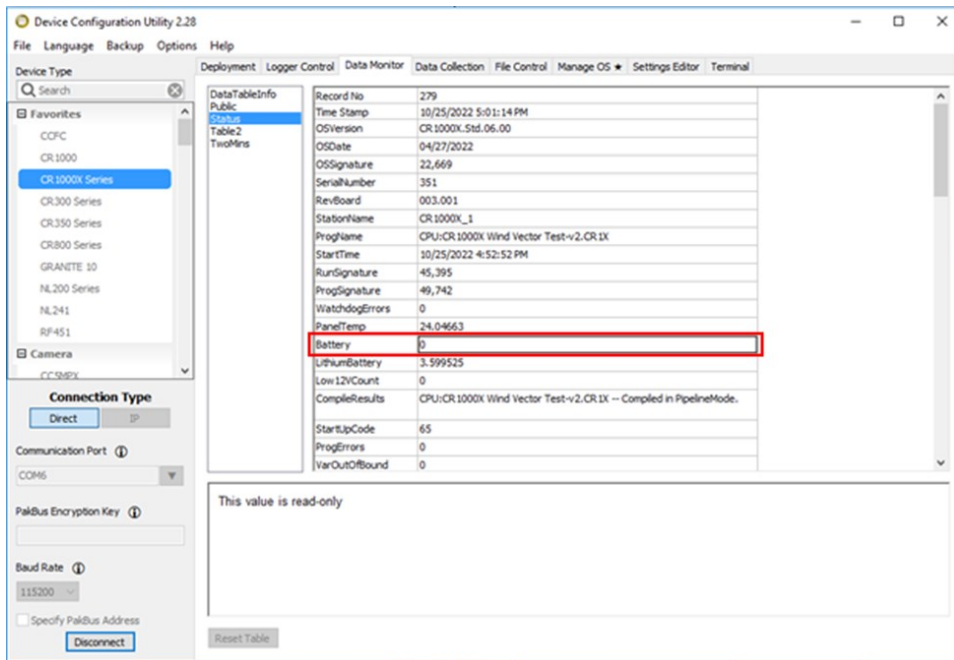 Device Configuration Utility 2.28
File Language Backup Options Help
Device Type
Search
Favorites
CCFC
CR1000
CR1000X Series
CR300 Series
CR350 Series
CR800 Series
GRANITE 10
NL200 Series
NL241
RF451
Camera
CC5MPX
Connection Type
Direct IP
Communication Port
COM6
PakBus Encryption Key
Baud Rate
115200
Specify PakBus Address
Disconnect
Deployment Logger Control Data Monitor Data Collection File Control Manage OS ★ Settings Editor Terminal
DataTableInfo
Public
Status
Table2
TwoMins
Record No 279
Time Stamp 10/25/2022 5:01:14 PM
OSVersion CR1000X.Std.06.00
OSDate 04/27/2022
OSSignature 22,669
SerialNumber 351
RevBoard 003.001
StationName CR1000X_1
ProgName CPU:CR1000X Wind Vector Test-v2.CR1X
StartTime 10/25/2022 4:52:52 PM
RunSignature 45,395
ProgSignature 49,742
WatchdogErrors 0
PanelTemp 24.04663
Battery 0
LithiumBattery 3.599525
Low12VCount 0
CompileResults CPU:CR1000X Wind Vector Test-v2.CR1X -- Compiled in PipelineMode.
StartUpCode 65
ProgErrors 0
VarOutOfBound 0
This value is read-only
Reset Table